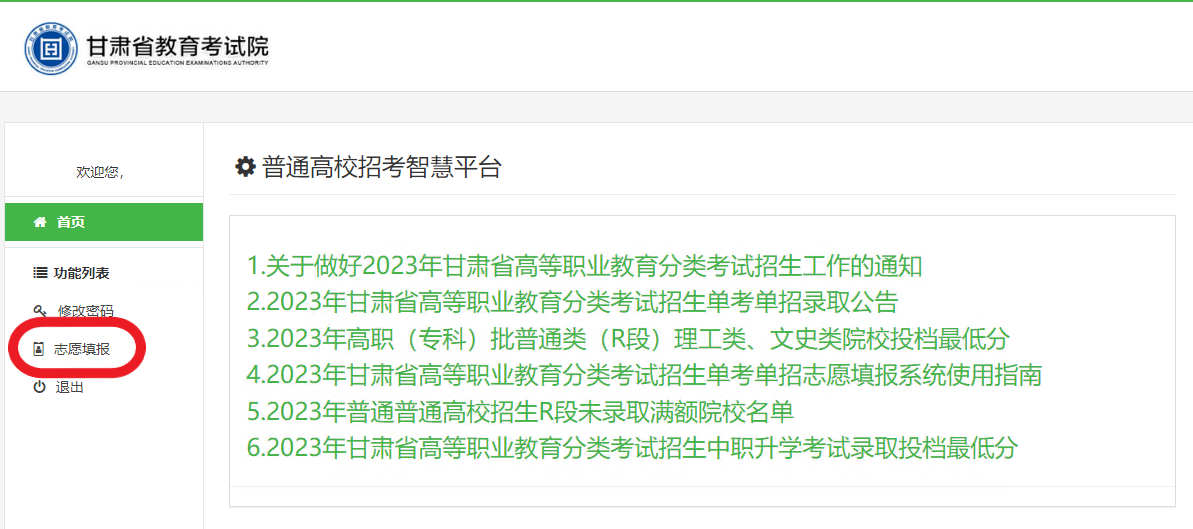 甘肃省教育考试院
GANSU PROVINCIAL EDUCATION EXAMINATIONS AUTHORITY
欢迎您,
首页
功能列表
修改密码
志愿填报
退出
普通高校招考智慧平台
1.关于做好2023年甘肃省高等职业教育分类考试招生工作的通知
2.2023年甘肃省高等职业教育分类考试招生单考单招录取公告
3.2023年高职（专科）批普通类（R段）理工类、文史类院校投档最低分
4.2023年甘肃省高等职业教育分类考试招生单考单招志愿填报系统使用指南
5.2023年普通普通高校招生R段未录取满额院校名单
6.2023年甘肃省高等职业教育分类考试招生中职升学考试录取投档最低分